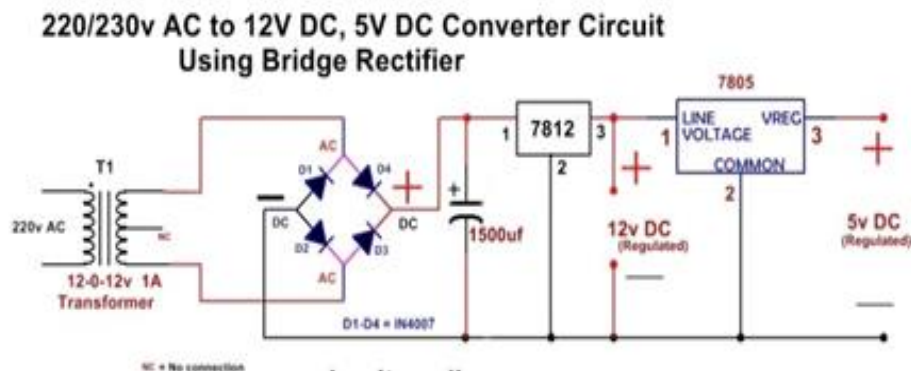 220/230v AC to 12V DC, 5V DC Converter Circuit
Using Bridge Rectifier
7805
1
7812
3
2
1
LINE
VOLTAGE
VREG
3
COMMON
2
T1
220v AC
NC
12-0-12v 1A
Transformer
AC
D1
D4
DC
DC
D2
D3
AC
+
1500uf
12v DC
(Regulated)
5v DC
(Regulated)
D1-D4 = IN4007
NC = No connection